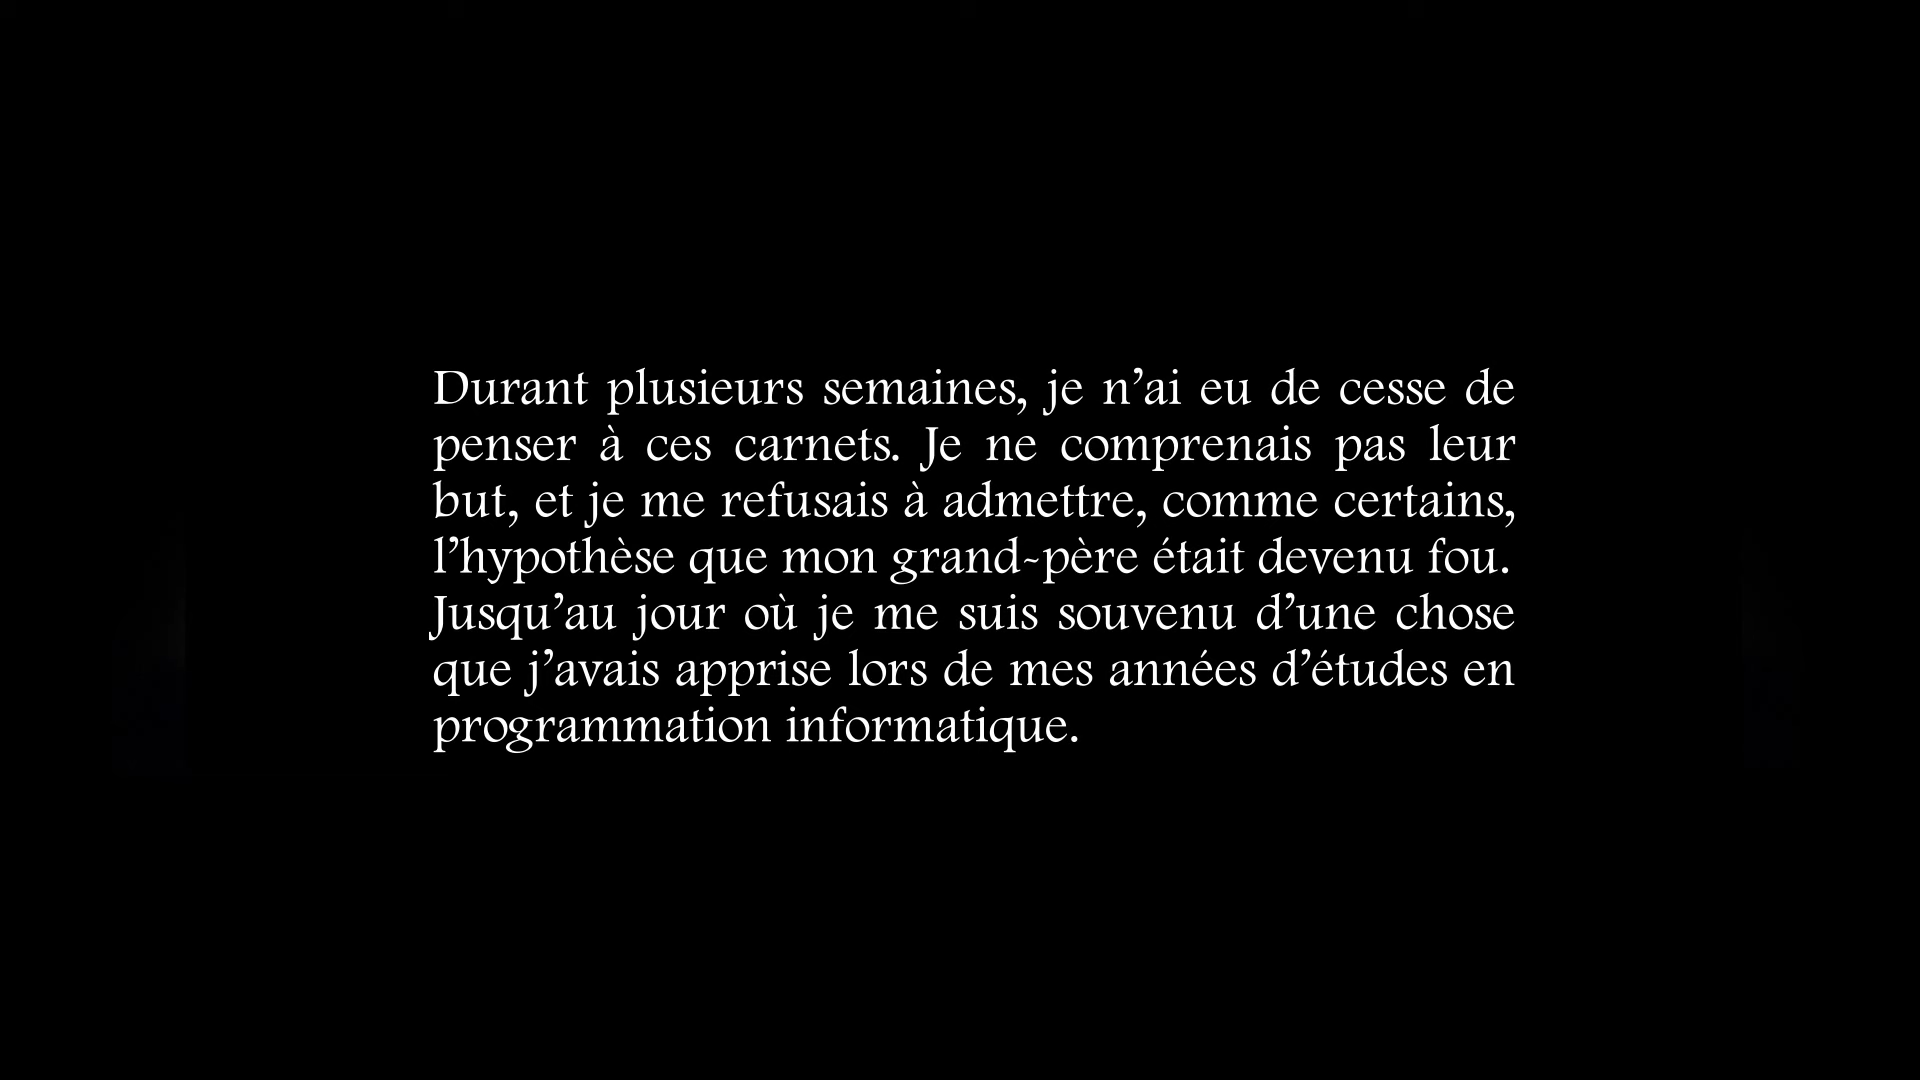 Durant plusieurs semaines, je n’ai eu de cesse de
penser à ces carnets. Je ne comprenais pas leur
but, et je me refusais à admettre, comme certains,
l’hypothèse que mon grand-père était devenu fou.
Jusqu’au jour où je me suis souvenu d’une chose
que j’avais apprise lors de mes années d’études en
programmation informatique.